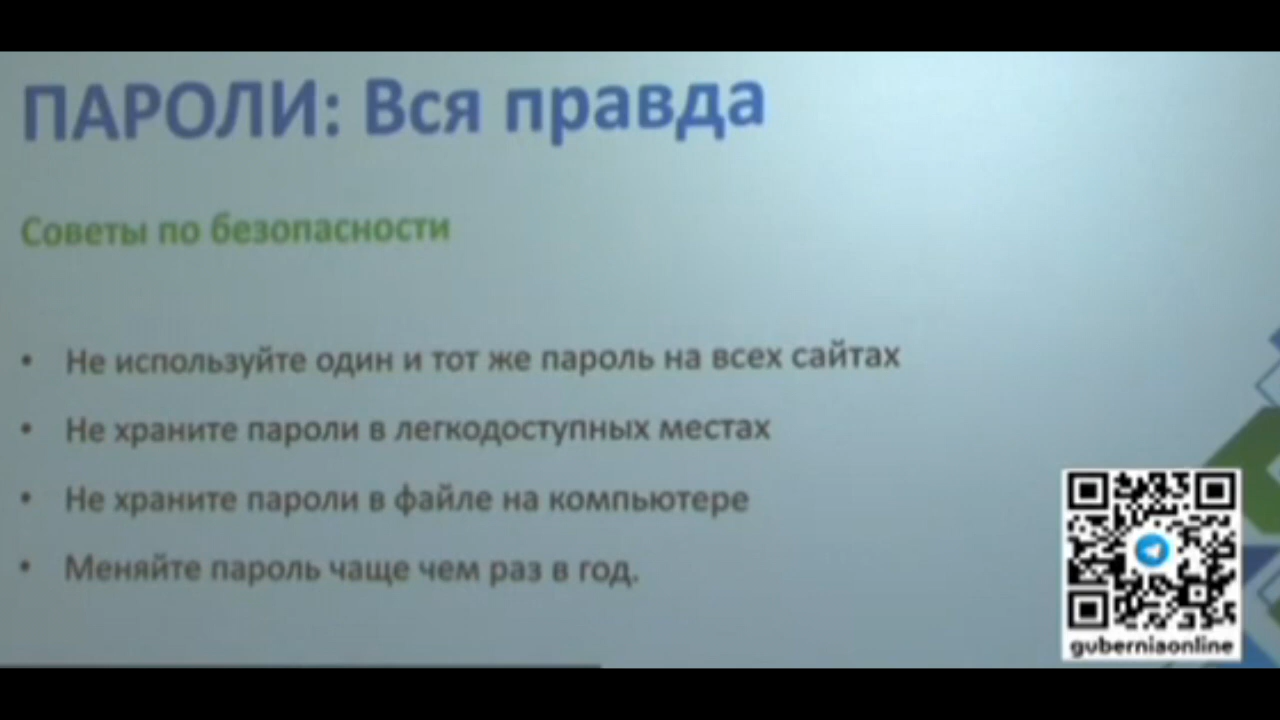 ПАРОЛИ: Вся правда
Советы по безопасности
• Не используйте один и тот же пароль на всех сайтах
• Не храните пароли в легкодоступных местах
• Не храните пароли в файле на компьютере
• Меняйте пароль чаще чем раз в год.
guberniaonline